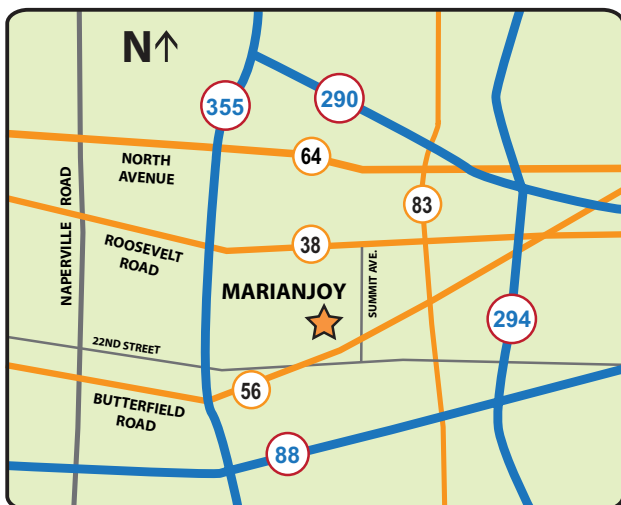 N↑
355
290
64
NORTH
AVENUE
NAPERVILLE ROAD
83
38
ROOSEVELT
ROAD
SUMMIT AVE.
MARIANJOY
294
22ND STREET
56
BUTTERFIELD
ROAD
88